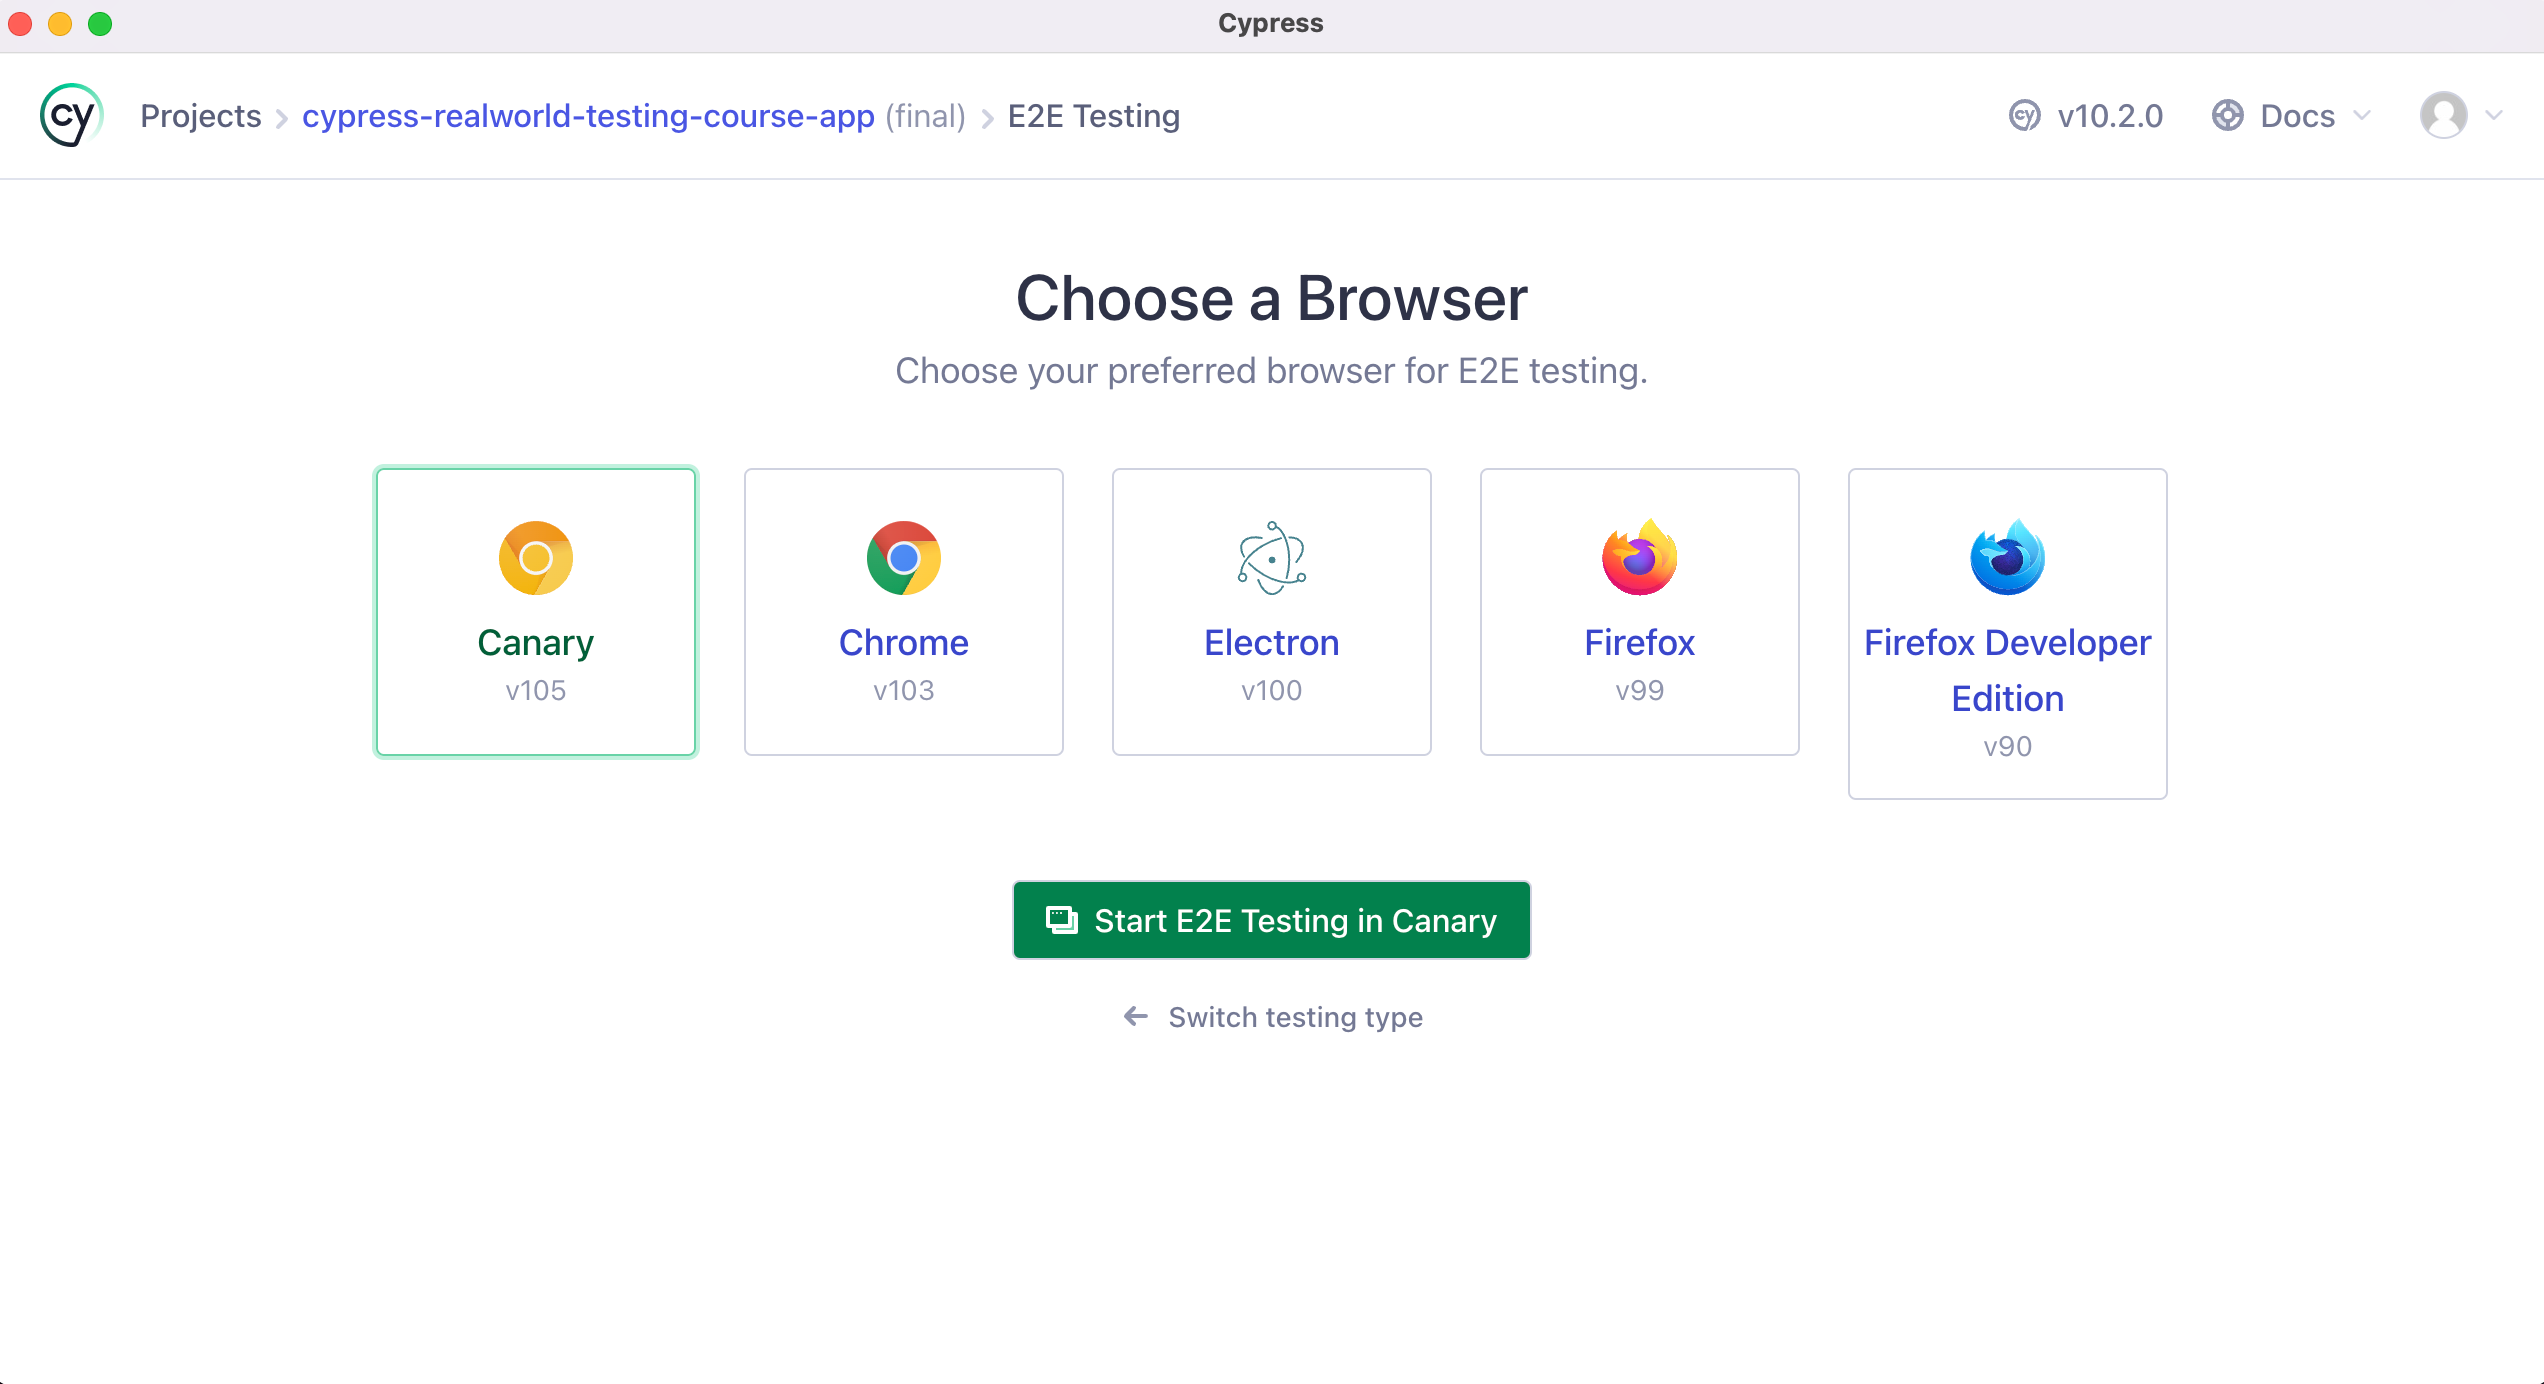 Cypress
cy Projects cypress-realworld-testing-course-app (final) E2E Testing cy v10.2.0 Docs
Choose a Browser
Choose your preferred browser for E2E testing.
Canary Chrome Electron Firefox Firefox Developer
Edition
v105 v103 v100 v99 v90
Start E2E Testing in Canary
Switch testing type